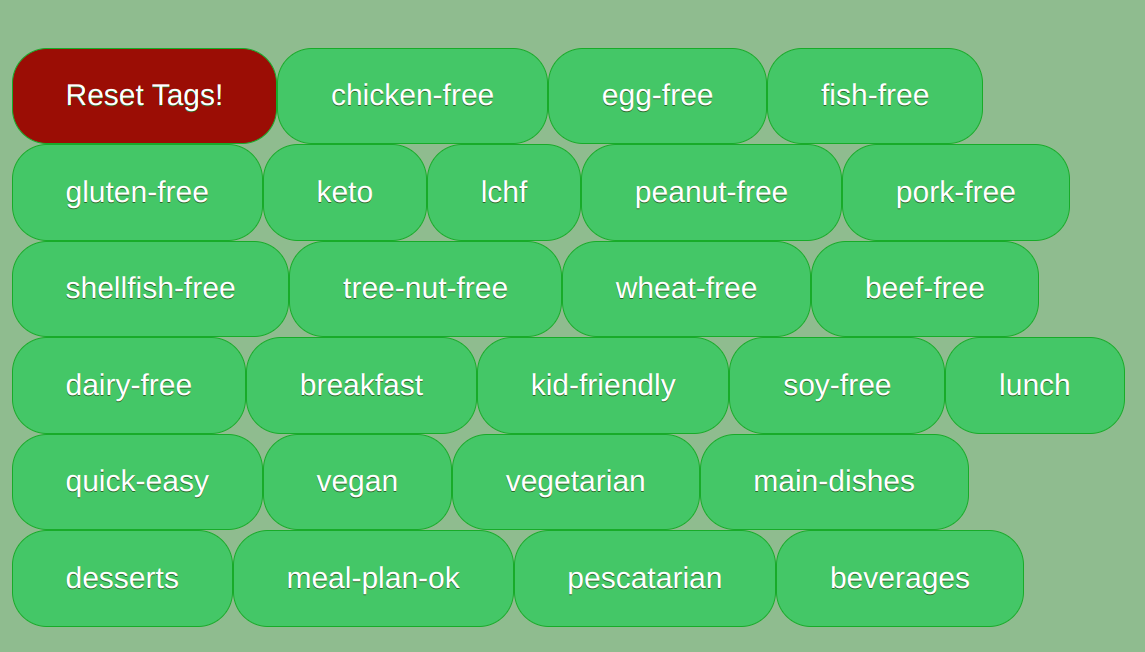 Reset Tags! chicken-free egg-free fish-free
gluten-free keto lchf peanut-free pork-free
shellfish-free tree-nut-free wheat-free beef-free
dairy-free breakfast kid-friendly soy-free lunch
quick-easy vegan vegetarian main-dishes
desserts meal-plan-ok pescatarian beverages